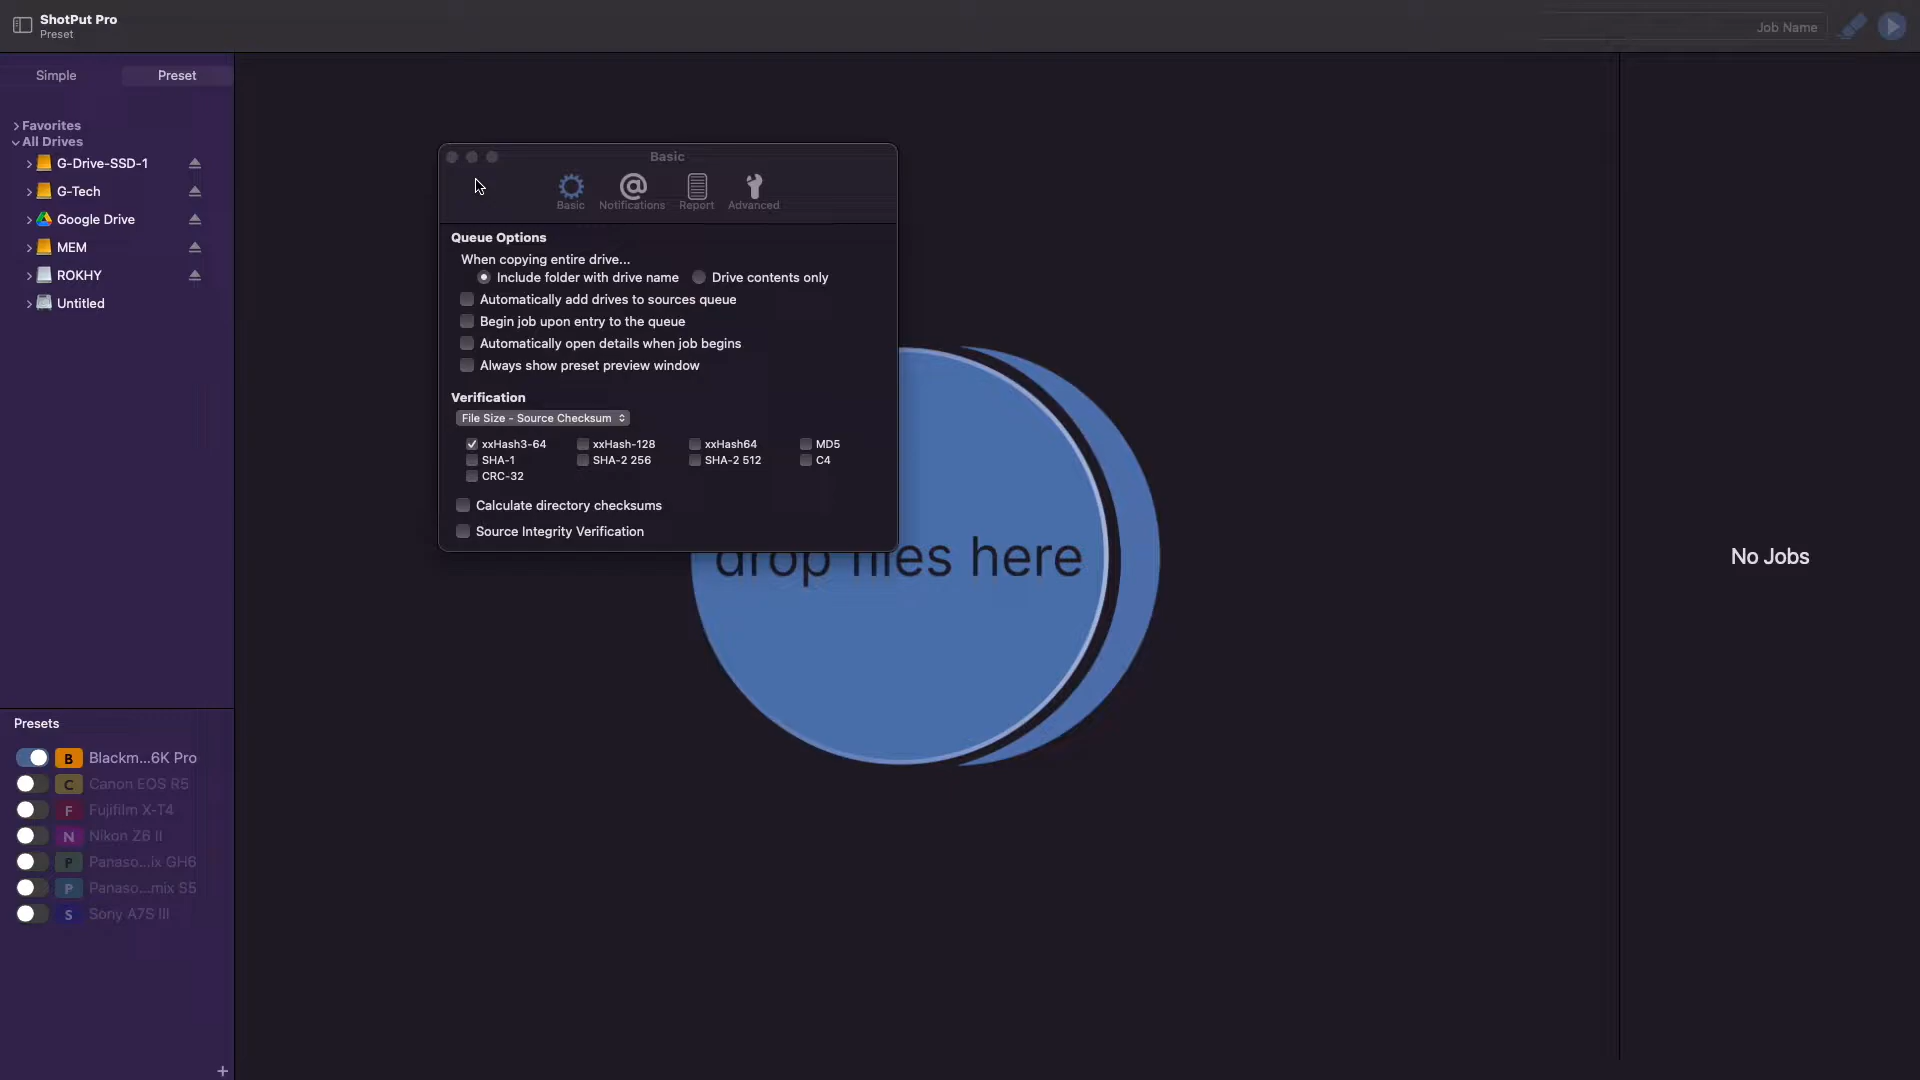 ShotPut Pro
Preset
Job Name
Simple
Preset
Favorites
All Drives
G-Drive-SSD-1
G-Tech
Google Drive
MEM
ROKHY
Untitled
Basic
Basic
Notifications
Report
Advanced
Queue Options
When copying entire drive...
Include folder with drive name
Drive contents only
Automatically add drives to sources queue
Begin job upon entry to the queue
Automatically open details when job begins
Always show preset preview window
Verification
File Size - Source Checksum
xxHash3-64
xxHash-128
xxHash64
MD5
SHA-1
SHA-2 256
SHA-2 512
C4
CRC-32
Calculate directory checksums
Source Integrity Verification
drop files here
No Jobs
Presets
B Blackm...6K Pro
C Canon EOS R5
F Fujifilm X-T4
N Nikon Z6 II
P Panaso...ix GH6
P Panaso...mix S5
S Sony A7S III